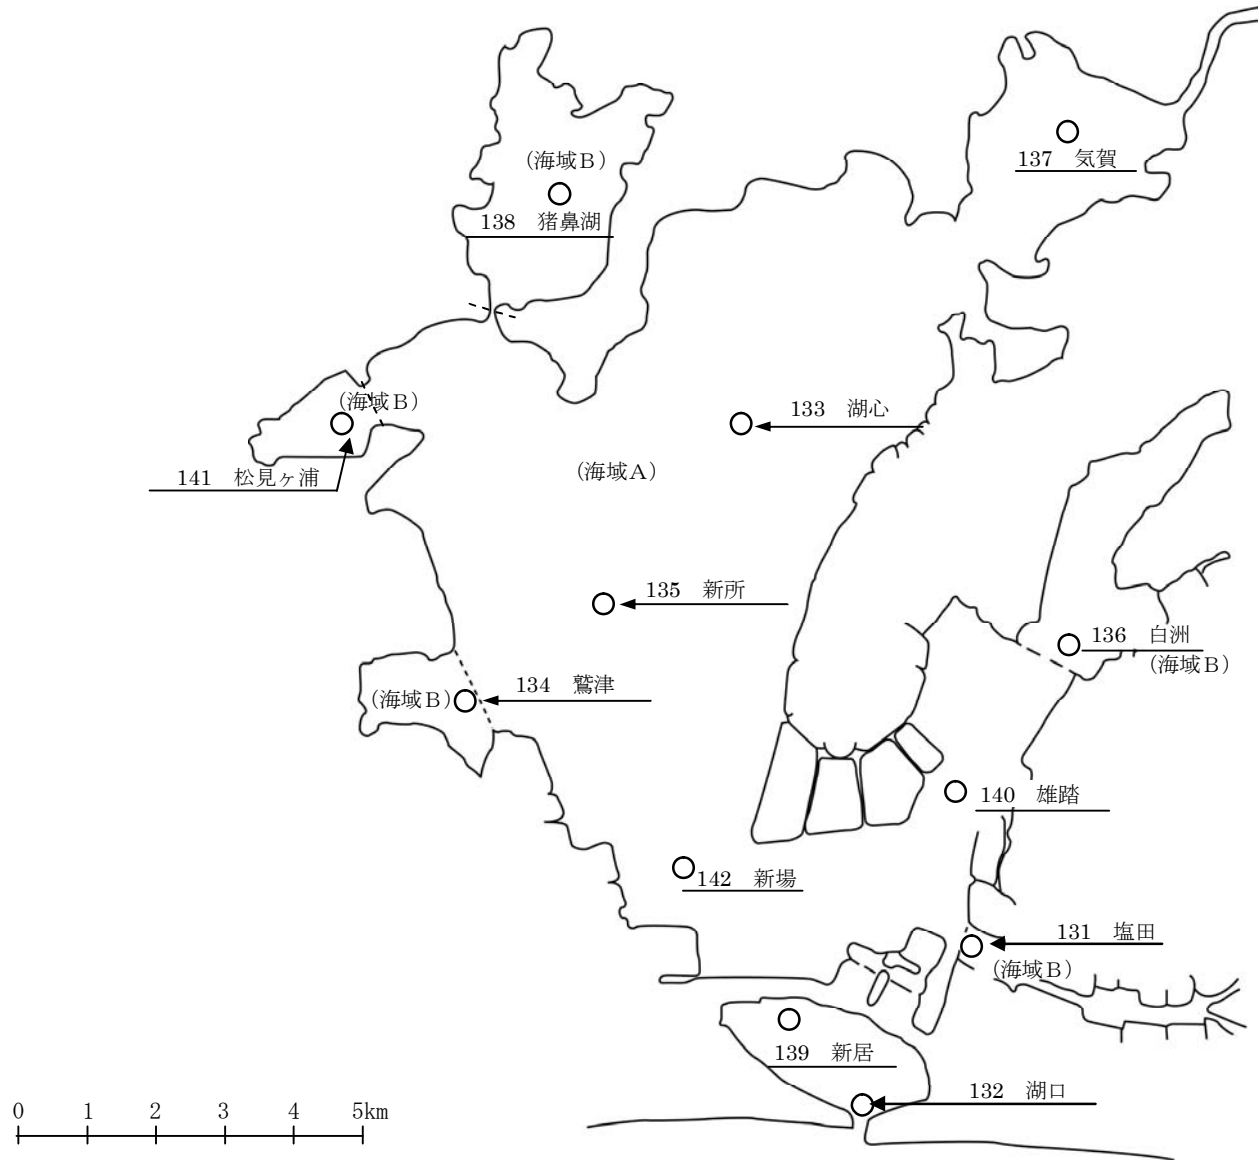 137　気賀
(海域Ｂ)
138　猪鼻湖
(海域Ｂ)
133　湖心
(海域Ａ)
141　松見ヶ浦
135　新所
136　白洲
(海域Ｂ)
134　鷲津
(海域Ｂ)
140　雄踏
142　新場
131　塩田
(海域Ｂ)
139　新居
132　湖口
0 1 2 3 4 5km